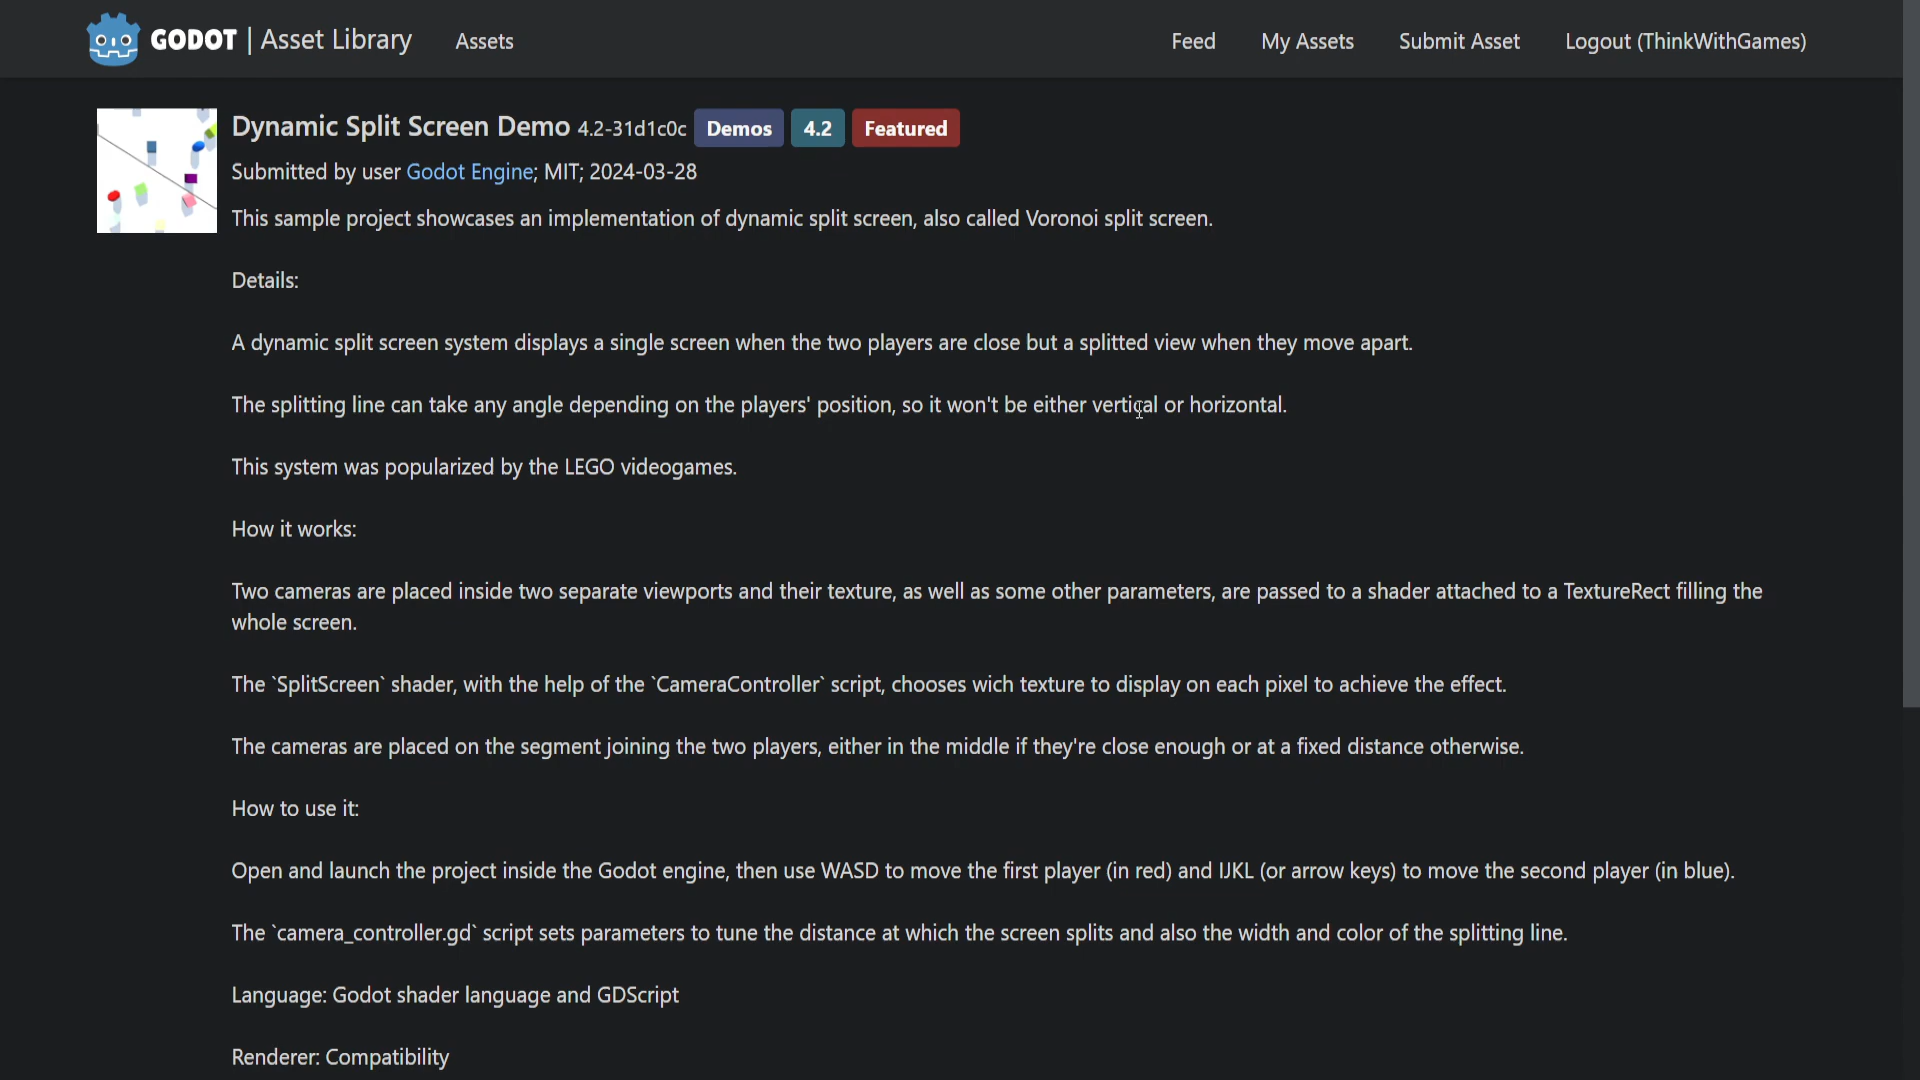 GODOT | Asset Library Assets Feed My Assets Submit Asset Logout (ThinkWithGames)
Dynamic Split Screen Demo 4.2-31d1c0c Demos 4.2 Featured
Submitted by user Godot Engine; MIT; 2024-03-28
This sample project showcases an implementation of dynamic split screen, also called Voronoi split screen.
Details:
A dynamic split screen system displays a single screen when the two players are close but a splitted view when they move apart.
The splitting line can take any angle depending on the players' position, so it won't be either vertical or horizontal.
This system was popularized by the LEGO videogames.
How it works:
Two cameras are placed inside two separate viewports and their texture, as well as some other parameters, are passed to a shader attached to a TextureRect filling the
whole screen.
The `SplitScreen` shader, with the help of the `CameraController` script, chooses wich texture to display on each pixel to achieve the effect.
The cameras are placed on the segment joining the two players, either in the middle if they're close enough or at a fixed distance otherwise.
How to use it:
Open and launch the project inside the Godot engine, then use WASD to move the first player (in red) and IJKL (or arrow keys) to move the second player (in blue).
The `camera_controller.gd` script sets parameters to tune the distance at which the screen splits and also the width and color of the splitting line.
Language: Godot shader language and GDScript
Renderer: Compatibility